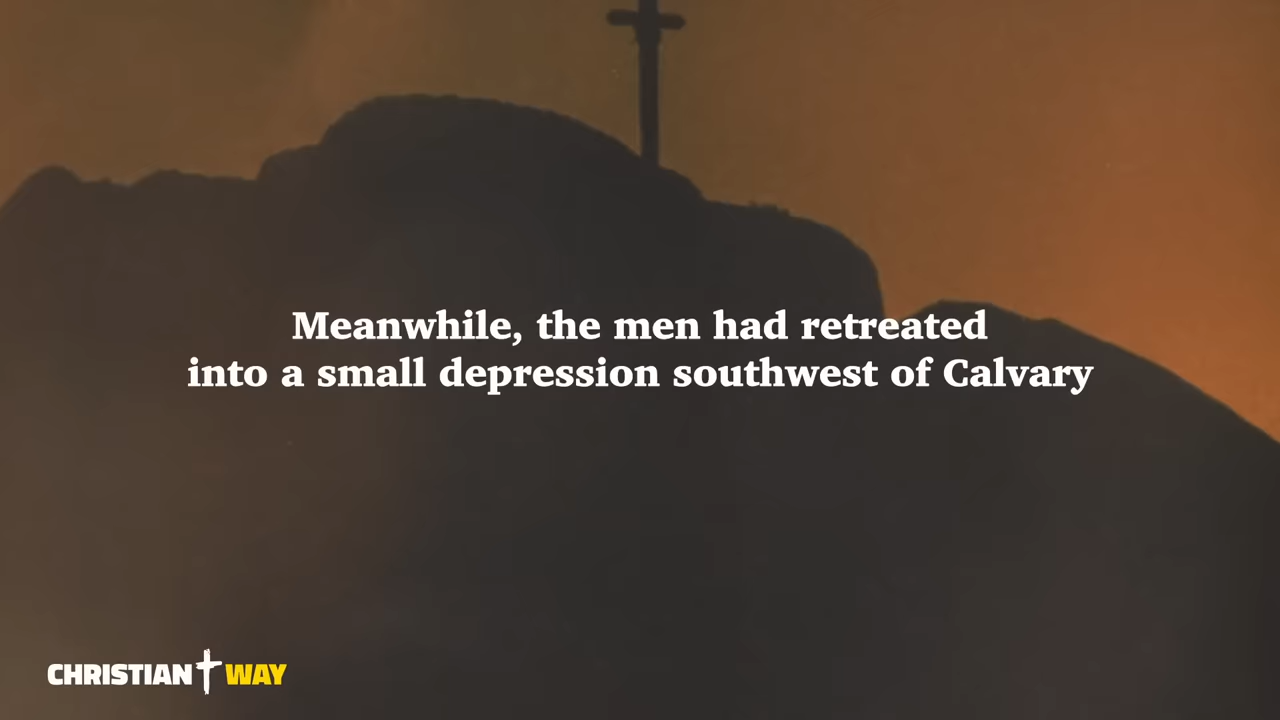 Meanwhile, the men had retreated
into a small depression southwest of Calvary
CHRISTIAN WAY